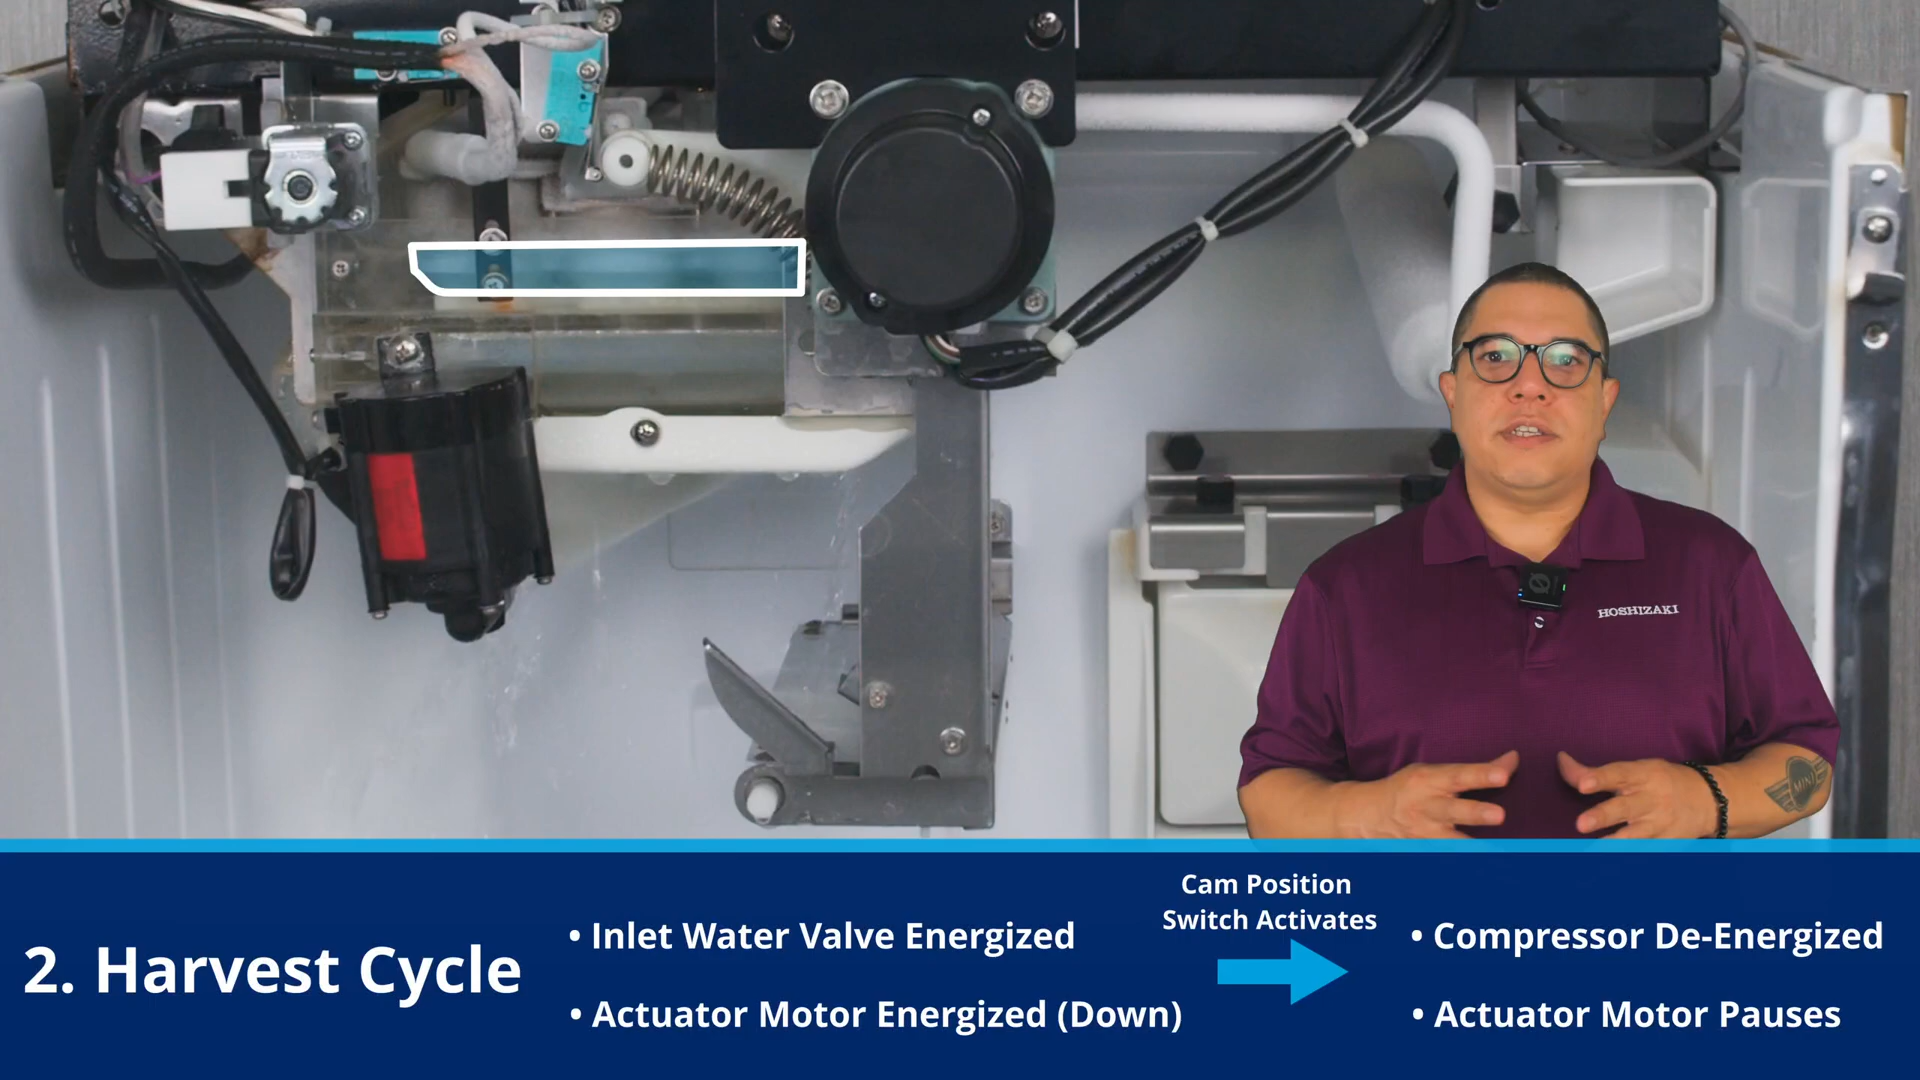 HOSHIZAKI
MINI
Cam Position
Switch Activates
2. Harvest Cycle
• Inlet Water Valve Energized
• Actuator Motor Energized (Down)
• Compressor De-Energized
• Actuator Motor Pauses